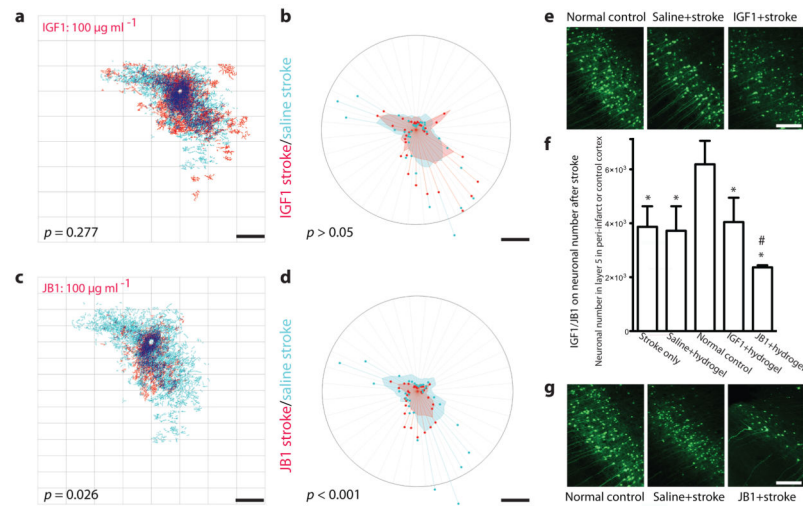 a
IGF1: 100 μg ml⁻¹
p = 0.277
b
IGF1 stroke/saline stroke
p > 0.05
c
JB1: 100 μg ml⁻¹
p = 0.026
d
JB1 stroke/saline stroke
p < 0.001
e
Normal control
Saline+stroke
IGF1+stroke
f
IGF1/JB1 on neuronal number after stroke
Neuronal number in layer 5 in peri-infarct or control cortex
6×10³
4×10³
2×10³
0
*
*
*
#
*
Stroke only
Saline+hydrogel
Normal control
IGF1+hydrogel
JB1+hydrogel
g
Normal control
Saline+stroke
JB1+stroke